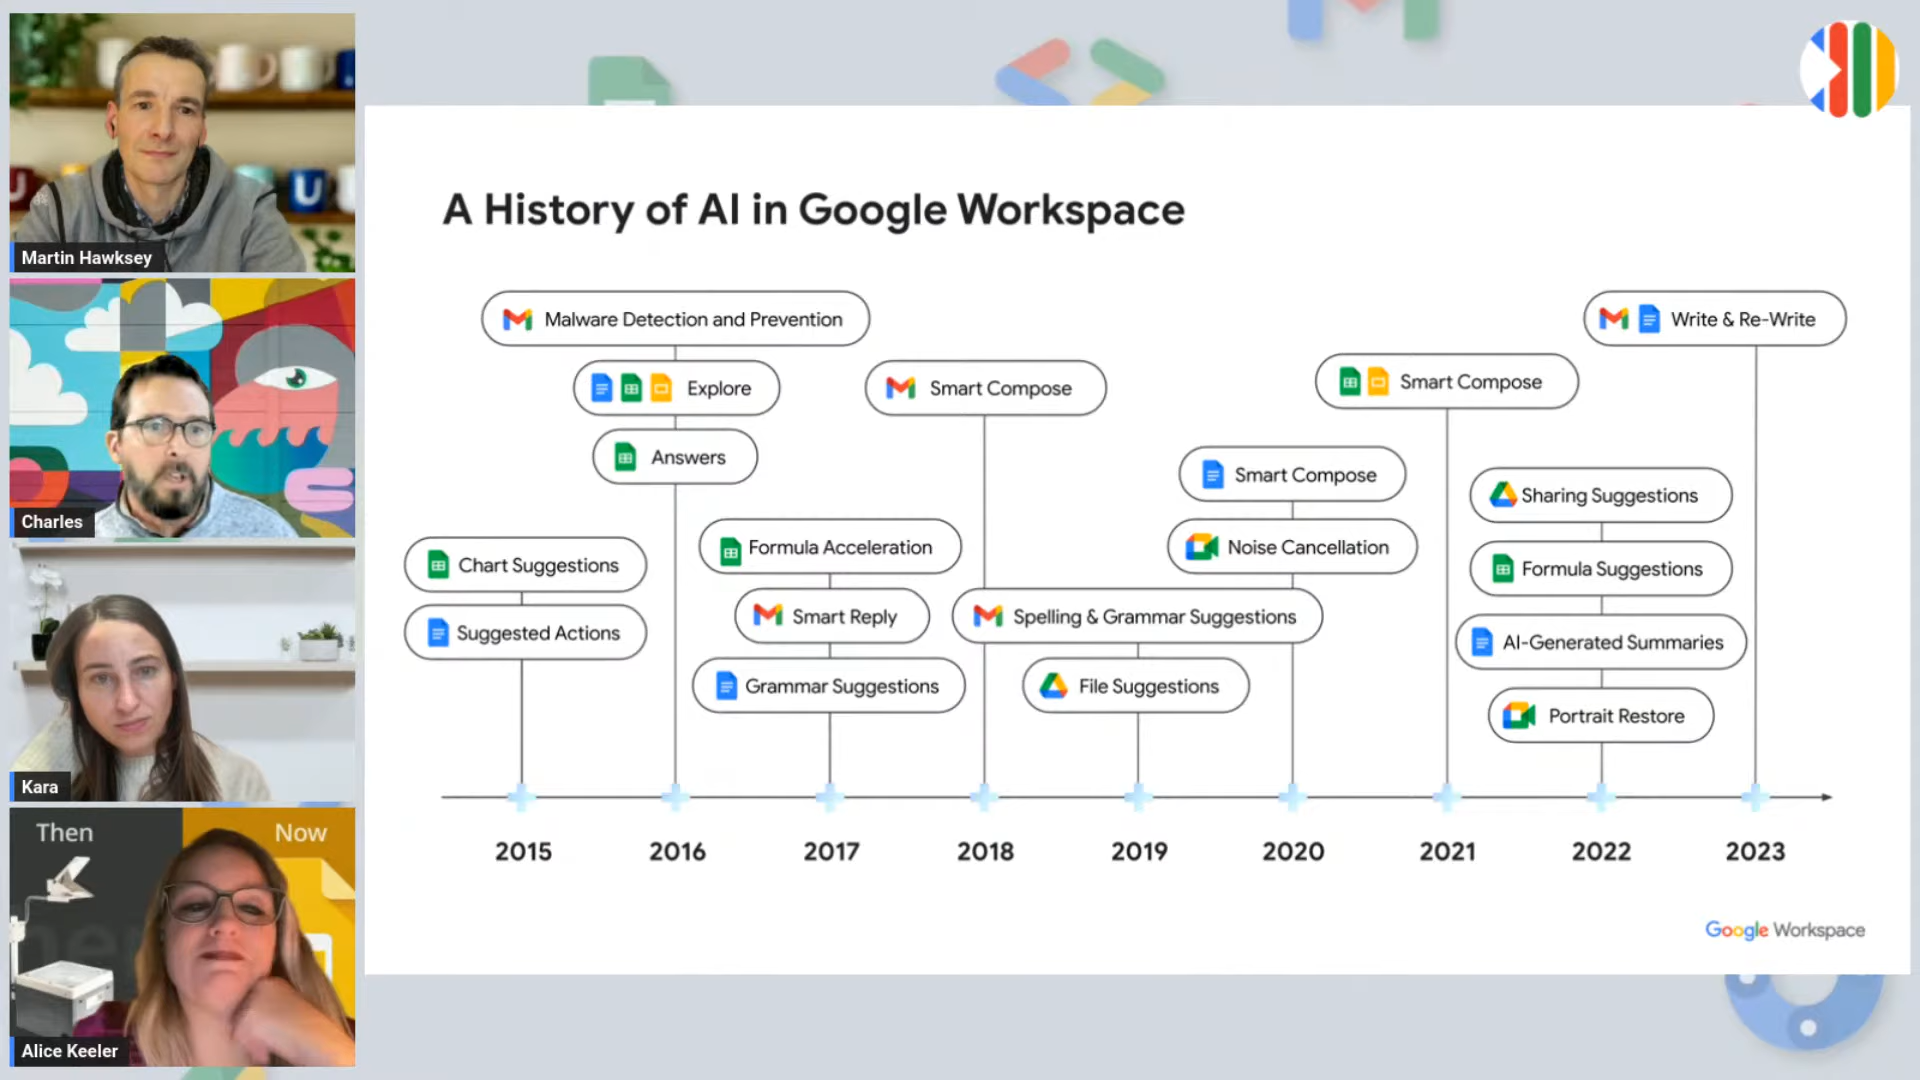 Martin Hawksey
Charles
Kara
Then
Now
Alice Keeler
A History of AI in Google Workspace
Malware Detection and Prevention
Explore
Answers
Chart Suggestions
Suggested Actions
Formula Acceleration
Smart Reply
Grammar Suggestions
Smart Compose
Spelling & Grammar Suggestions
File Suggestions
Smart Compose
Noise Cancellation
Smart Compose
Sharing Suggestions
Formula Suggestions
AI-Generated Summaries
Portrait Restore
Write & Re-Write
2015
2016
2017
2018
2019
2020
2021
2022
2023
Google Workspace